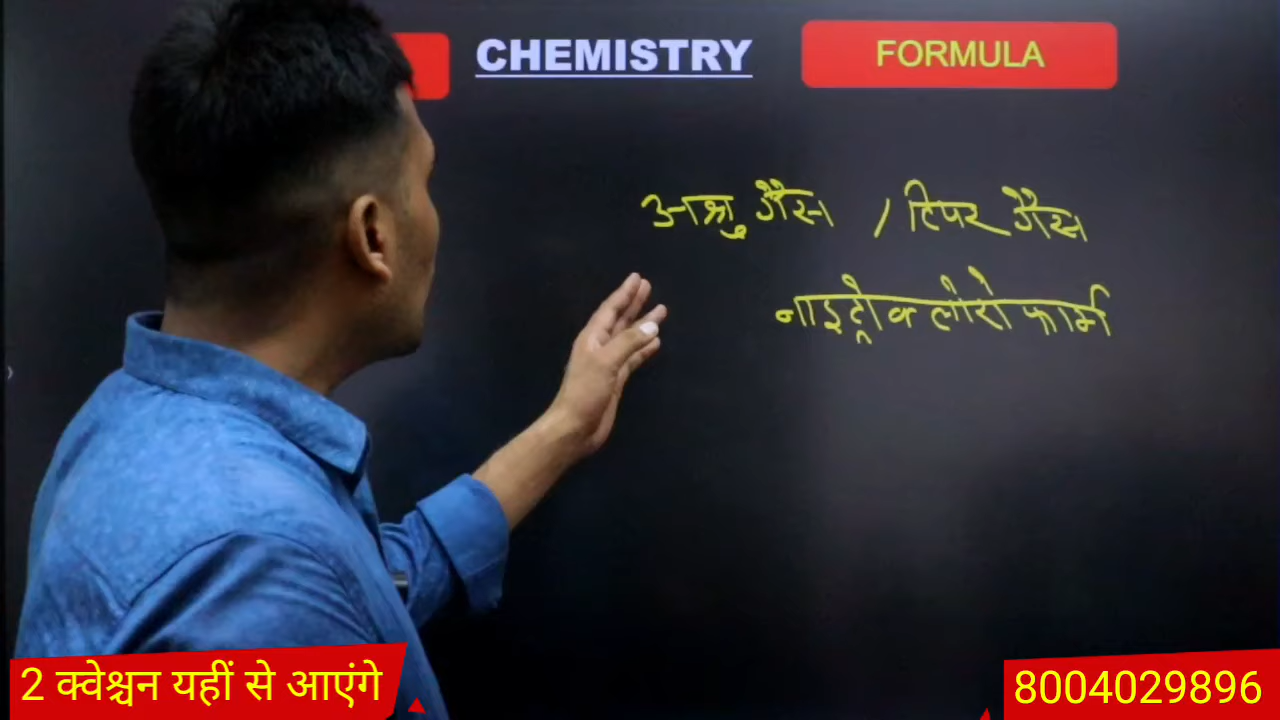 CHEMISTRY
FORMULA
अश्रु गैस / टियर गैस
नाइट्रोक्लोरोफार्म
2 क्वेश्चन यहीं से आएंगे
8004029896